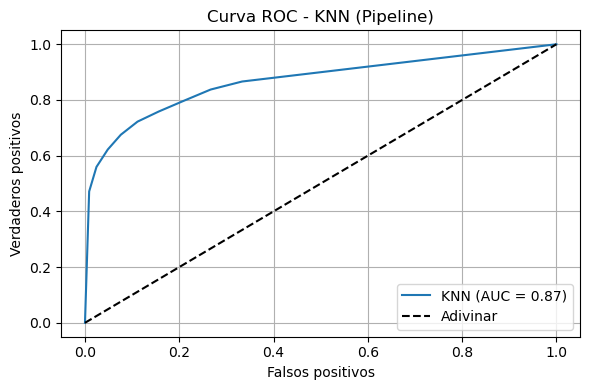 Curva ROC - KNN (Pipeline)
Verdaderos positivos
1.0
0.8
0.6
0.4
0.2
0.0
KNN (AUC = 0.87)
Adivinar
0.0 0.2 0.4 0.6 0.8 1.0
Falsos positivos